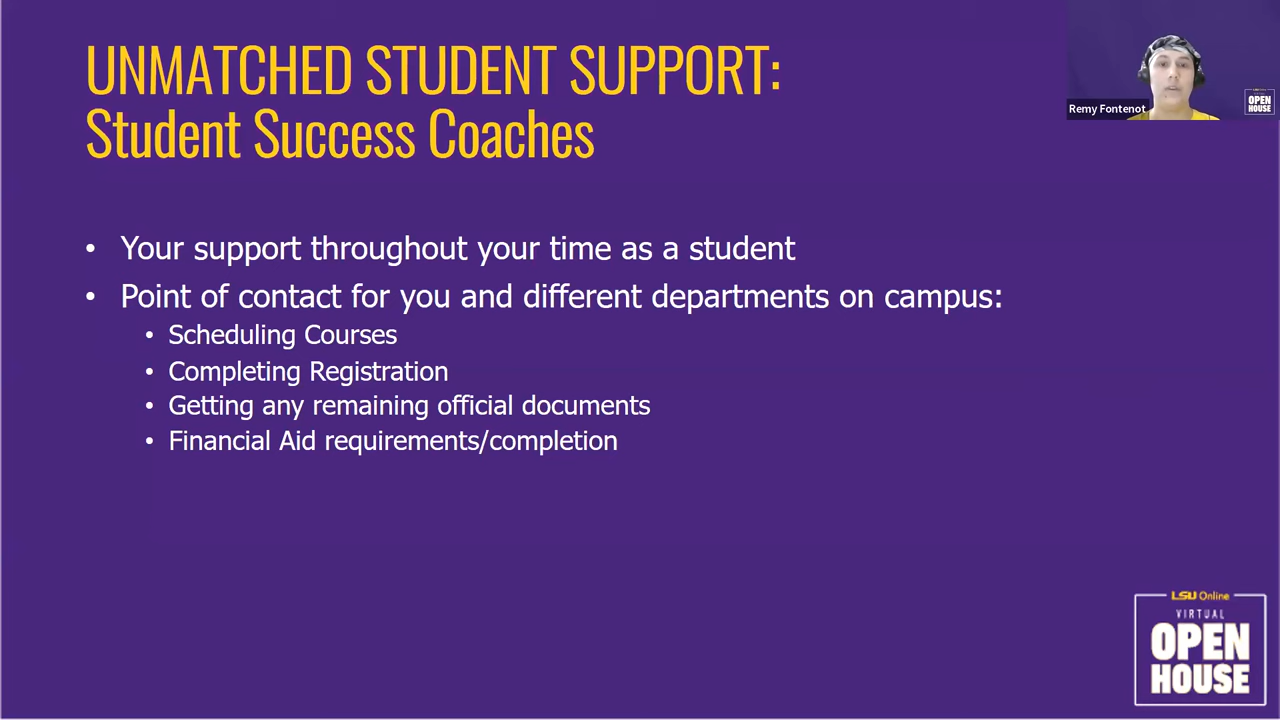 UNMATCHED STUDENT SUPPORT:
Student Success Coaches
Remy Fontenot
OPEN
HOUSE
• Your support throughout your time as a student
• Point of contact for you and different departments on campus:
• Scheduling Courses
• Completing Registration
• Getting any remaining official documents
• Financial Aid requirements/completion
LSU Online
VIRTUAL
OPEN
HOUSE